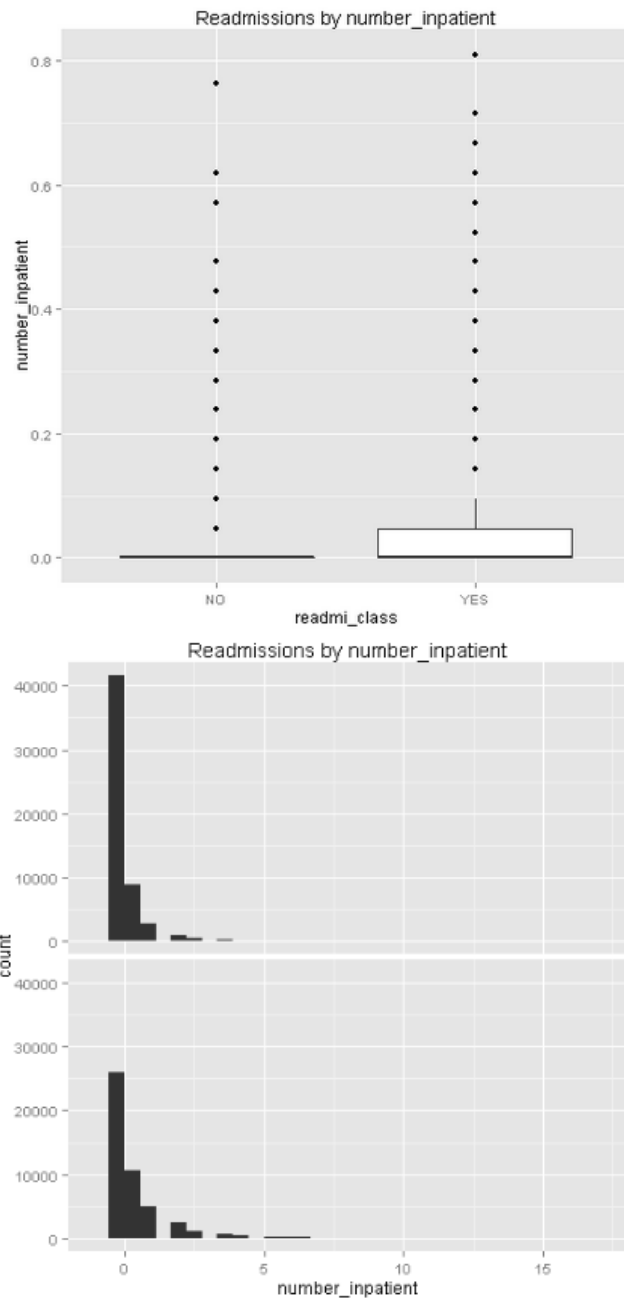 Readmissions by number_inpatient
0.8
0.6
0.4
0.2
0.0
number_inpatient
NO
YES
readmi_class
Readmissions by number_inpatient
40000
30000
20000
10000
0
40000
30000
20000
10000
0
count
0
5
10
15
number_inpatient